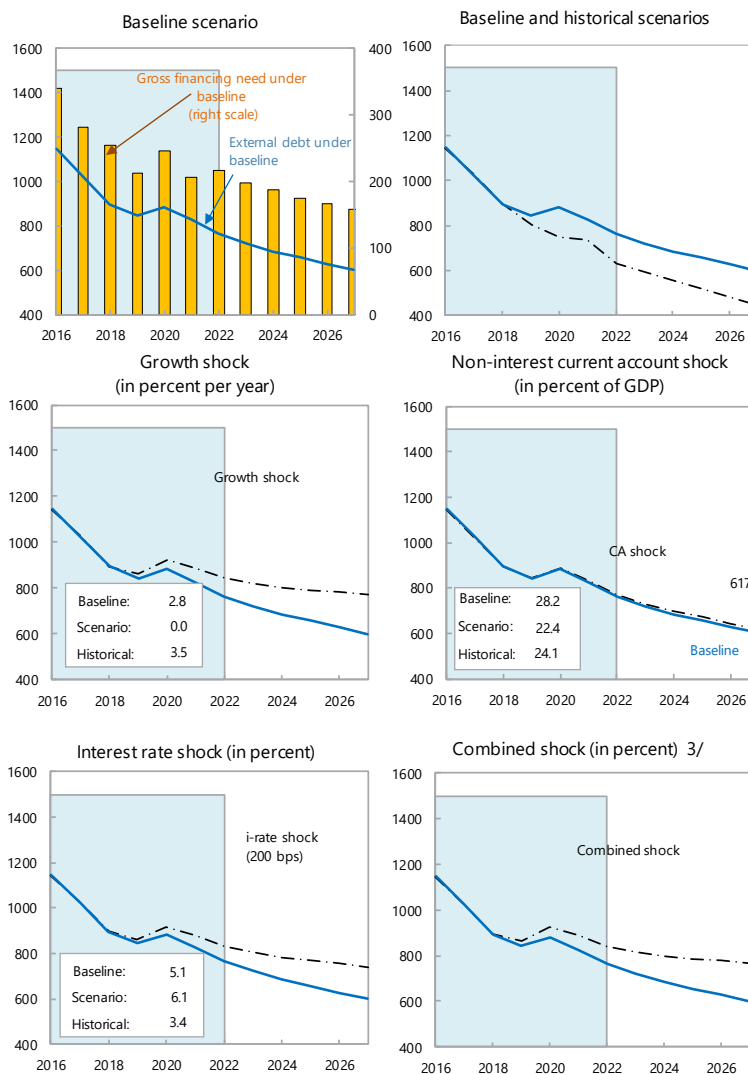 Baseline scenario
1600
1400
1200
1000
800
600
400
400
300
200
100
0
Gross financing need under
baseline
(right scale)
External debt under
baseline
2016 2018 2020 2022 2024 2026
Baseline and historical scenarios
1600
1400
1200
1000
800
600
400
2016 2018 2020 2022 2024 2026
Growth shock
(in percent per year)
1600
1400
1200
1000
800
600
400
Growth shock
Baseline: 2.8
Scenario: 0.0
Historical: 3.5
2016 2018 2020 2022 2024 2026
Non-interest current account shock
(in percent of GDP)
1600
1400
1200
1000
800
600
400
CA shock
617
Baseline: 28.2
Scenario: 22.4
Historical: 24.1
Baseline
2016 2018 2020 2022 2024 2026
Interest rate shock (in percent)
1600
1400
1200
1000
800
600
400
i-rate shock
(200 bps)
Baseline: 5.1
Scenario: 6.1
Historical: 3.4
2016 2018 2020 2022 2024 2026
Combined shock (in percent) 3/
1600
1400
1200
1000
800
600
400
Combined shock
2016 2018 2020 2022 2024 2026